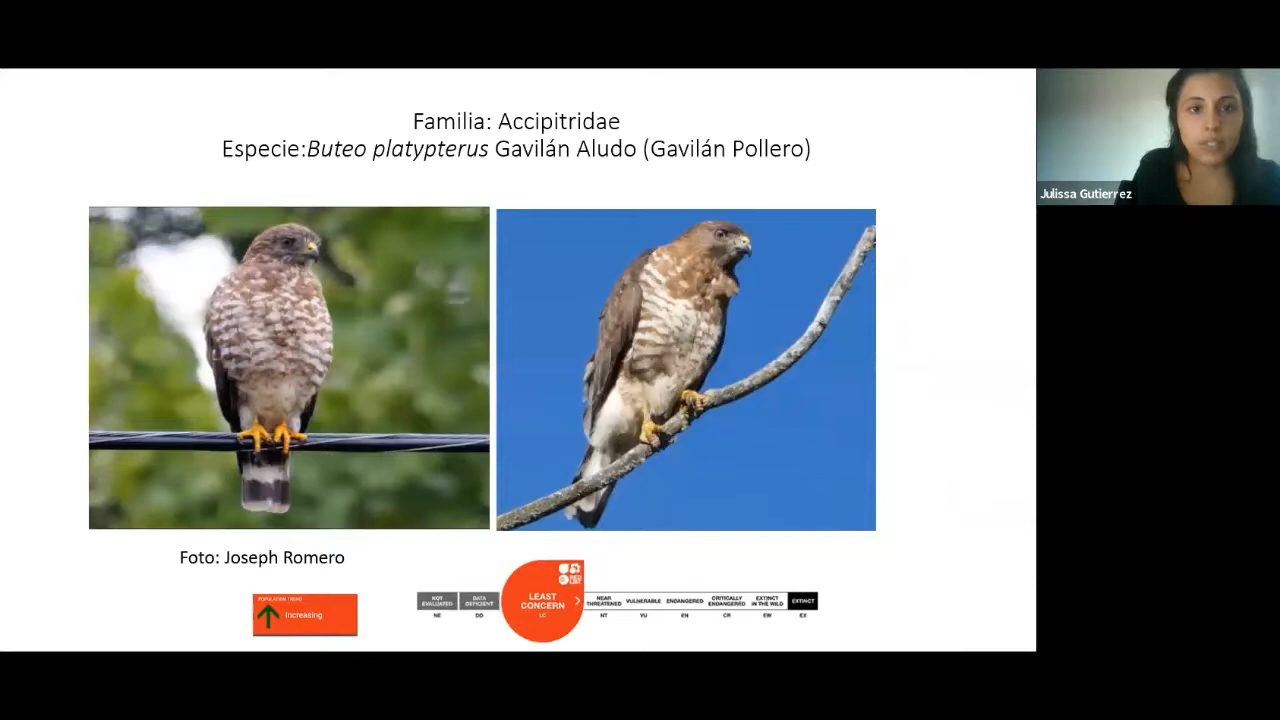 Familia: Accipitridae
Especie:Buteo platypterus Gavilán Aludo (Gavilán Pollero)
Julissa Gutierrez
Foto: Joseph Romero
POPULATION TREND
Increasing
NOT EVALUATED
NE
DATA DEFICIENT
DD
LEAST CONCERN
LC
NEAR THREATENED
NT
VULNERABLE
VU
ENDANGERED
EN
CRITICALLY ENDANGERED
CR
EXTINCT IN THE WILD
EW
EXTINCT
EX